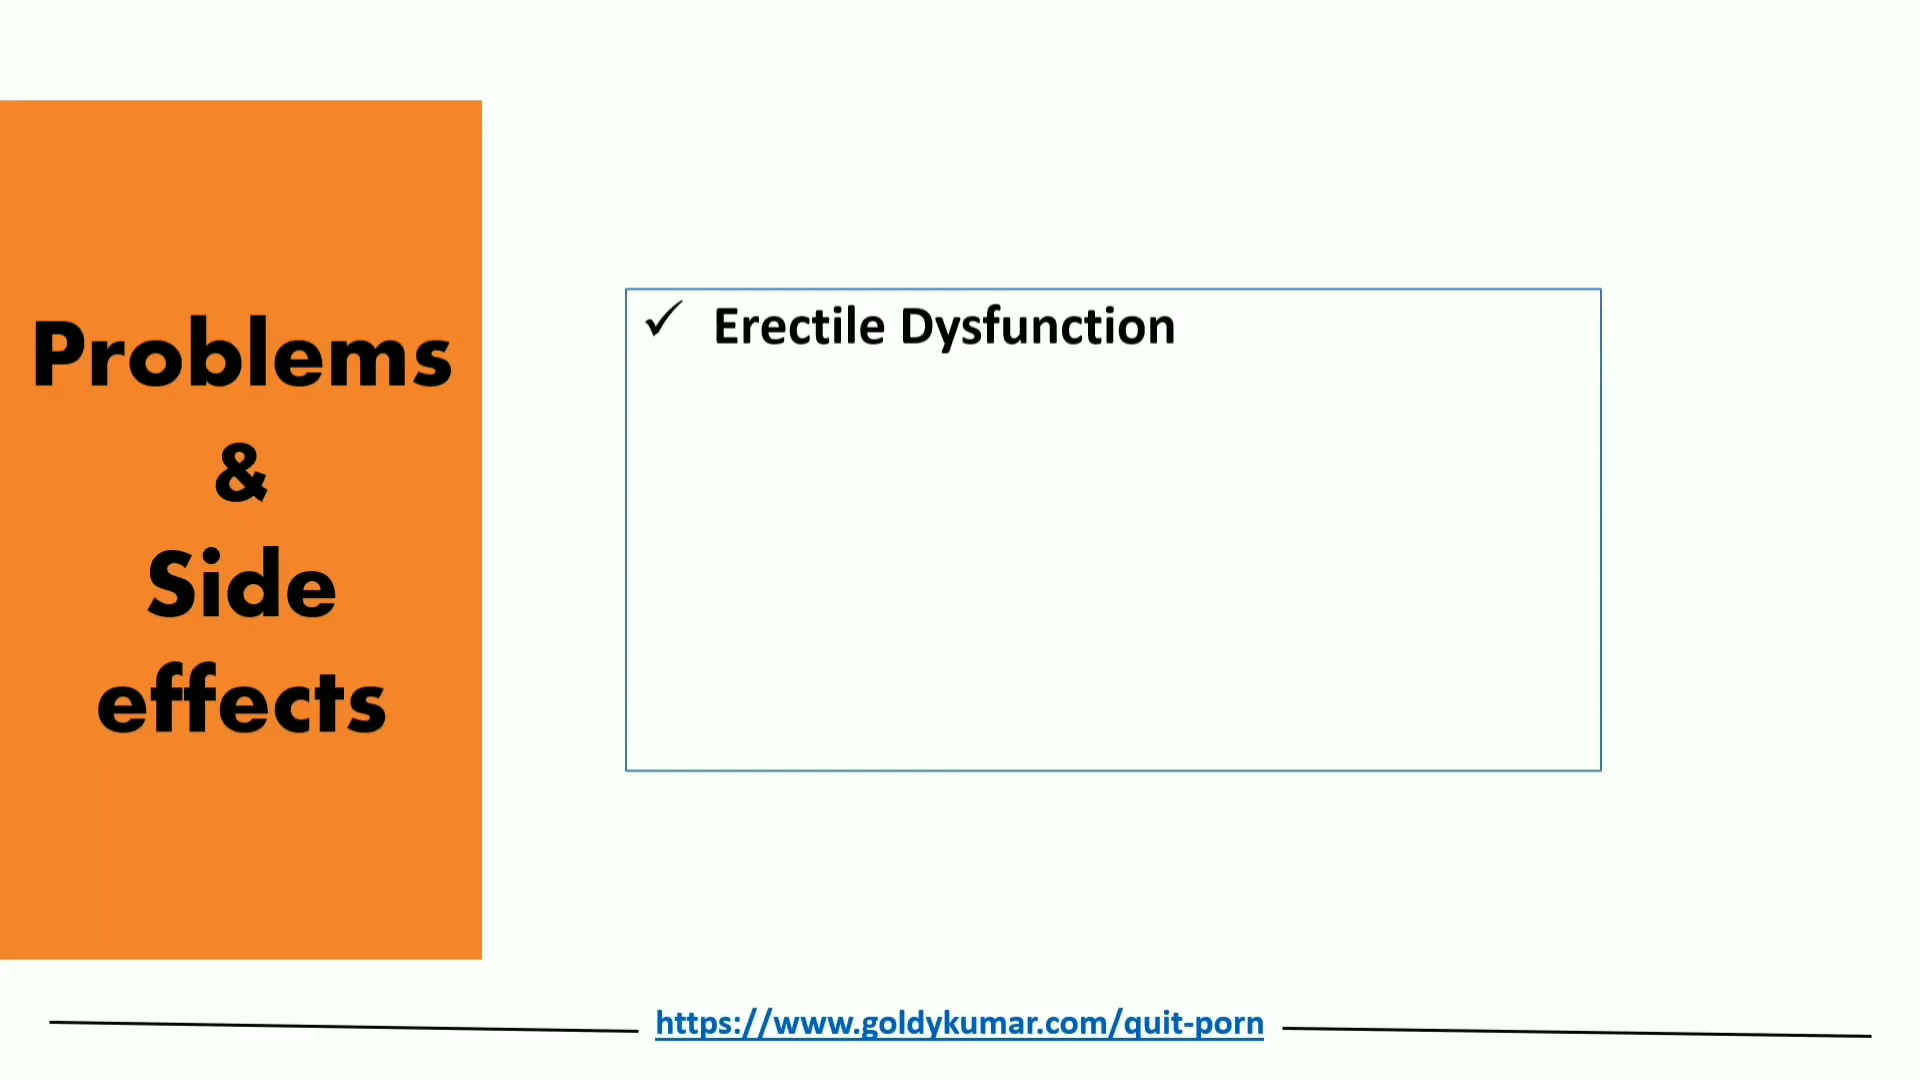 Problems
&
Side
effects
✓ Erectile Dysfunction
https://www.goldykumar.com/quit-porn